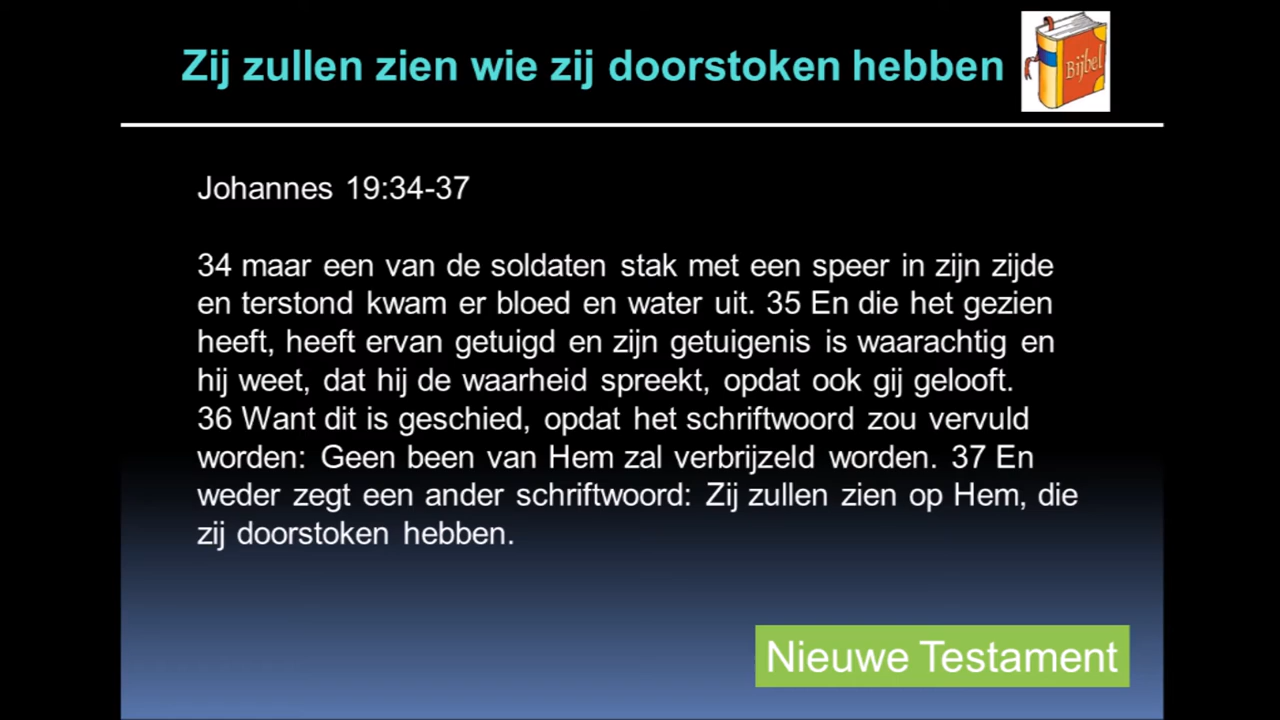 Zij zullen zien wie zij doorstoken hebben
Bijbel
Johannes 19:34-37
34 maar een van de soldaten stak met een speer in zijn zijde
en terstond kwam er bloed en water uit. 35 En die het gezien
heeft, heeft ervan getuigd en zijn getuigenis is waarachtig en
hij weet, dat hij de waarheid spreekt, opdat ook gij gelooft.
36 Want dit is geschied, opdat het schriftwoord zou vervuld
worden: Geen been van Hem zal verbrijzeld worden. 37 En
weder zegt een ander schriftwoord: Zij zullen zien op Hem, die
zij doorstoken hebben.
Nieuwe Testament